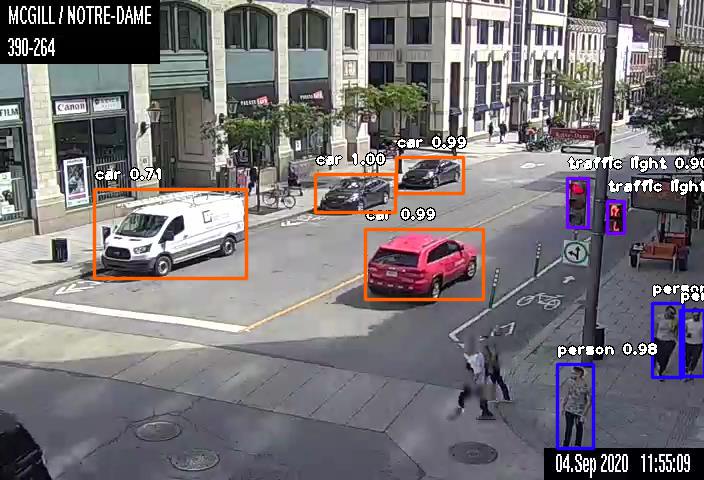 MCGILL / NOTRE-DAME
390-264
FILM
Canon
car 0.71
car 1.00
car 0.99
car 0.99
traffic light 0.90
traffic light
person 0.98
04.Sep 2020 11:55:09